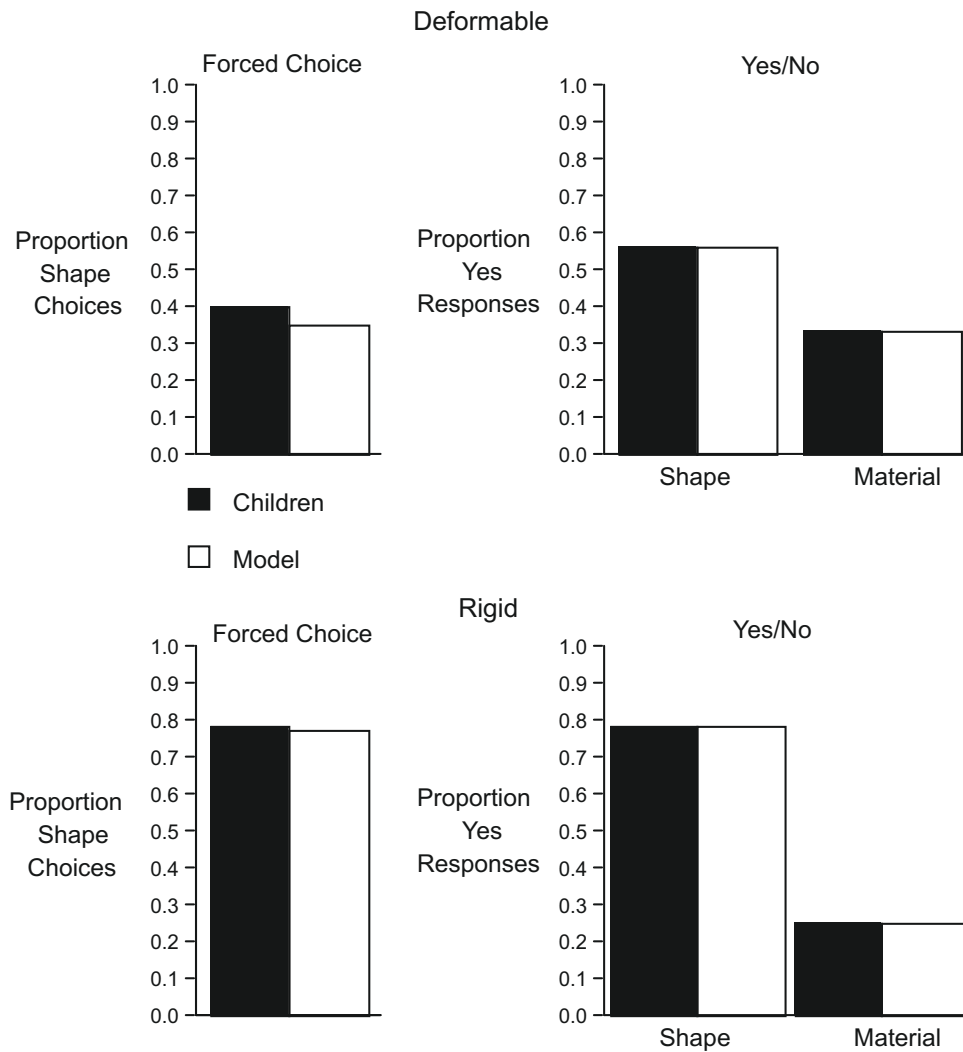 Deformable
Forced Choice
1.0
0.9
0.8
0.7
0.6
0.5
0.4
0.3
0.2
0.1
0.0
Proportion
Shape
Choices
Yes/No
1.0
0.9
0.8
0.7
0.6
0.5
0.4
0.3
0.2
0.1
0.0
Proportion
Yes
Responses
Shape Material
Children
Model
Rigid
Forced Choice
1.0
0.9
0.8
0.7
0.6
0.5
0.4
0.3
0.2
0.1
0.0
Proportion
Shape
Choices
Yes/No
1.0
0.9
0.8
0.7
0.6
0.5
0.4
0.3
0.2
0.1
0.0
Proportion
Yes
Responses
Shape Material